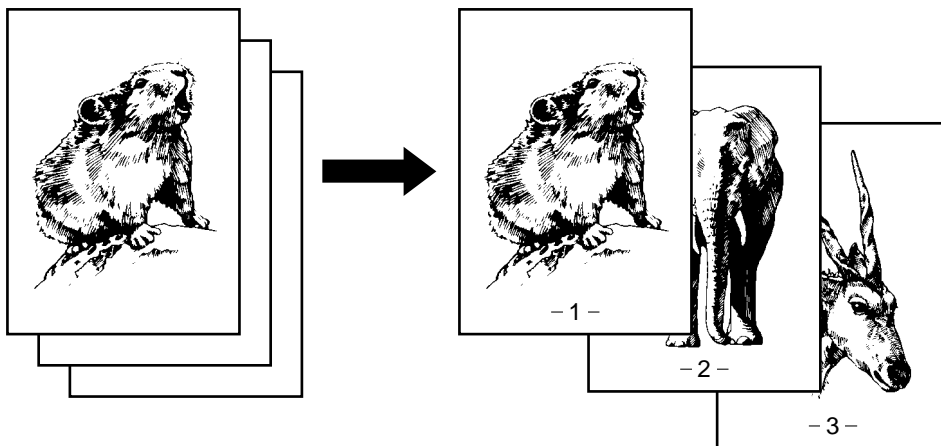 – 1 –
– 2 –
– 3 –